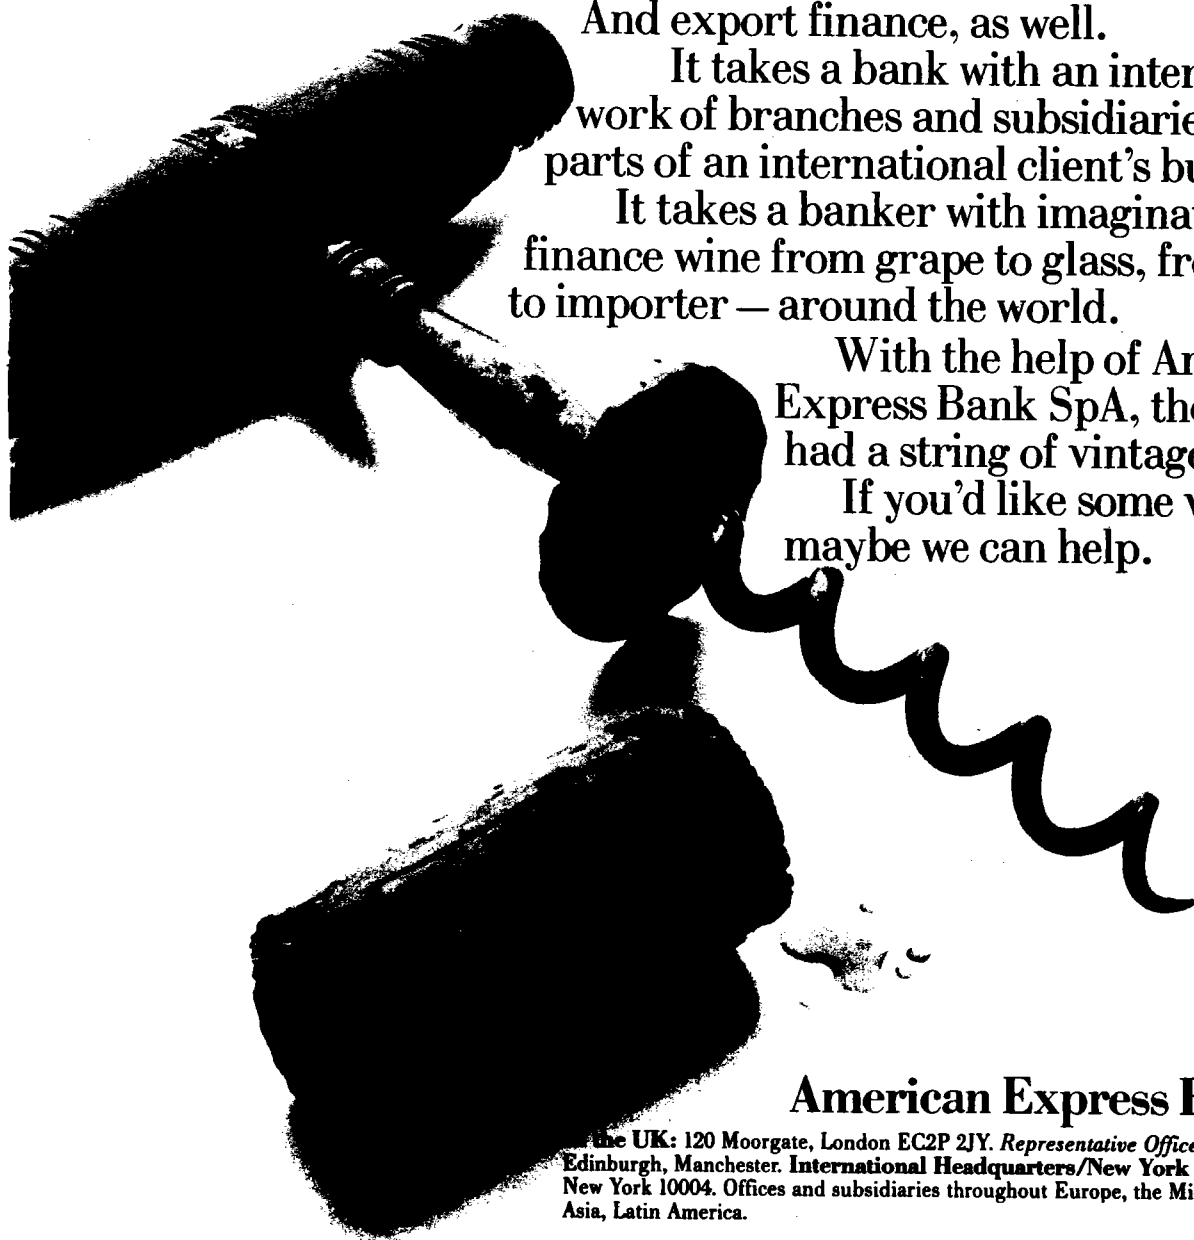 And export finance, as well.
It takes a bank with an inter
work of branches and subsidiarie
parts of an international client's bu
It takes a banker with imagina
finance wine from grape to glass, fr
to importer — around the world.
With the help of Am
Express Bank SpA, the
had a string of vintage
If you'd like some
maybe we can help.
American Express
the UK: 120 Moorgate, London EC2P 2JY. Representative Office
Edinburgh, Manchester. International Headquarters/New York
New York 10004. Offices and subsidiaries throughout Europe, the Mi
Asia, Latin America.